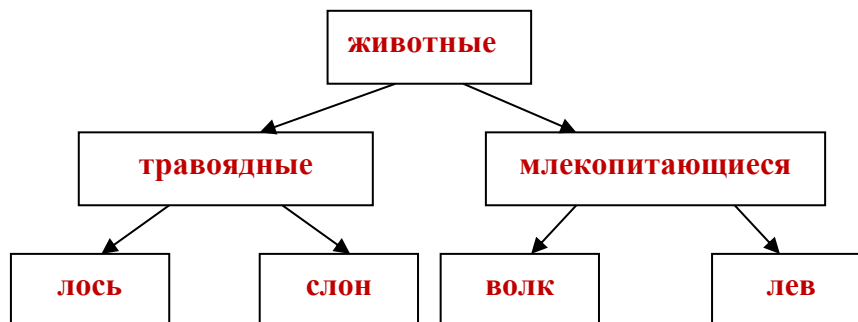 животные
травоядные
млекопитающиеся
лось
слон
волк
лев